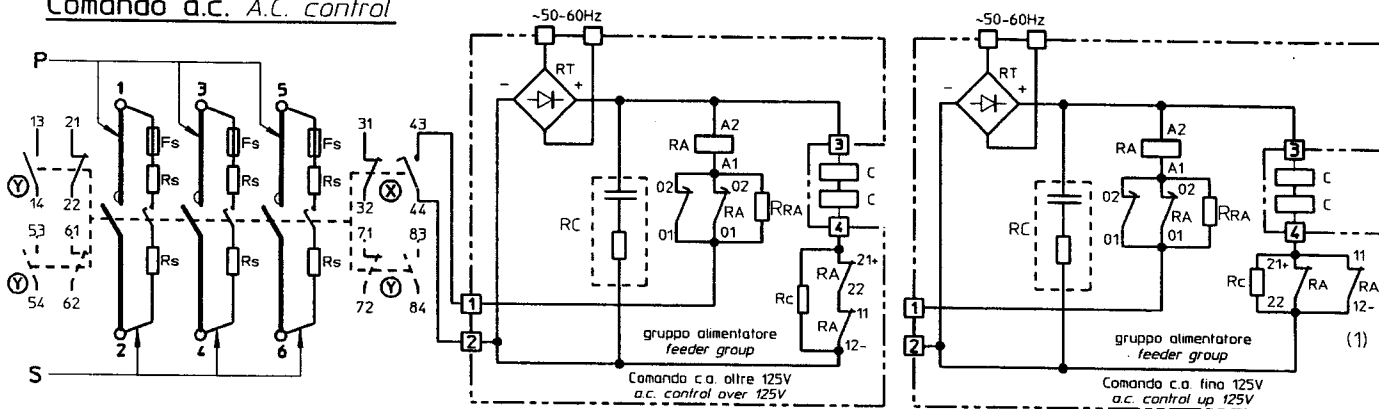 Comando a.c. A.C. control
P
1
3
5
13 21
Fs Fs Fs
Rs Rs Rs
31 43
Y
14 22
X
32 44
53 61
71 83
Rs Rs Rs
Y
54 62
Y
72 84
2 4 6
S
~50-60Hz
RT
- +
A2
RA
A1
3
C
C
4
02 02
RA
RRA
01 01
RC
RA 21+
22
Rc
RA 11
12-
1
2
gruppo alimentatore
feeder group
Comando c.a. oltre 125V
a.c. control over 125V
~50-60Hz
RT
- +
A2
RA
A1
3
C
C
4
02 02
RA
RRA
01 01
RC
Rc
21+
RA
22
11
RA
12-
(1)
1
2
gruppo alimentatore
feeder group
Comando c.a. fino 125V
a.c. control up 125V